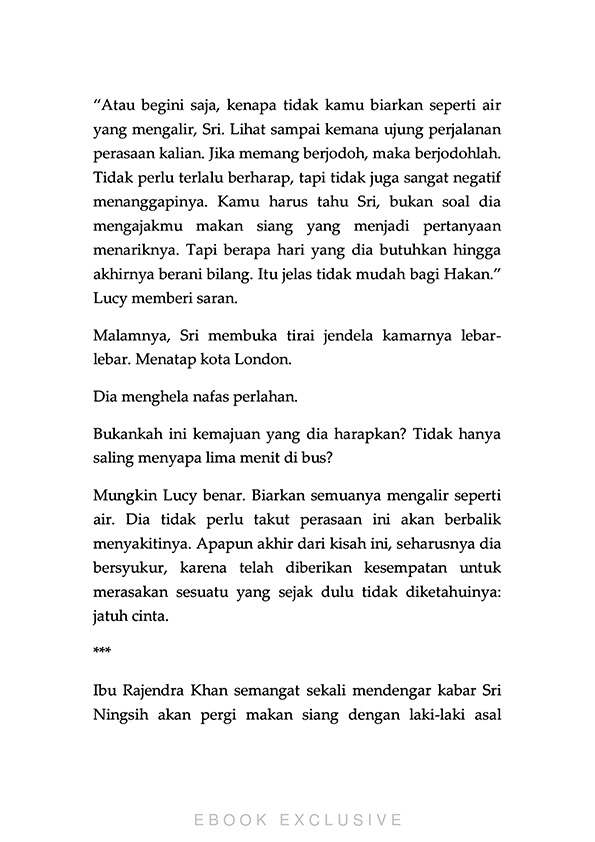 “Atau begini saja, kenapa tidak kamu biarkan seperti air
yang mengalir, Sri. Lihat sampai kemana ujung perjalanan
perasaan kalian. Jika memang berjodoh, maka berjodohlah.
Tidak perlu terlalu berharap, tapi tidak juga sangat negatif
menanggapinya. Kamu harus tahu Sri, bukan soal dia
mengajakmu makan siang yang menjadi pertanyaan
menariknya. Tapi berapa hari yang dia butuhkan hingga
akhirnya berani bilang. Itu jelas tidak mudah bagi Hakan.”
Lucy memberi saran.
Malamnya, Sri membuka tirai jendela kamarnya lebar-
lebar. Menatap kota London.
Dia menghela nafas perlahan.
Bukankah ini kemajuan yang dia harapkan? Tidak hanya
saling menyapa lima menit di bus?
Mungkin Lucy benar. Biarkan semuanya mengalir seperti
air. Dia tidak perlu takut perasaan ini akan berbalik
menyakitinya. Apapun akhir dari kisah ini, seharusnya dia
bersyukur, karena telah diberikan kesempatan untuk
merasakan sesuatu yang sejak dulu tidak diketahuinya:
jatuh cinta.
***
Ibu Rajendra Khan semangat sekali mendengar kabar Sri
Ningsih akan pergi makan siang dengan laki-laki asal
EBOOK EXCLUSIVE